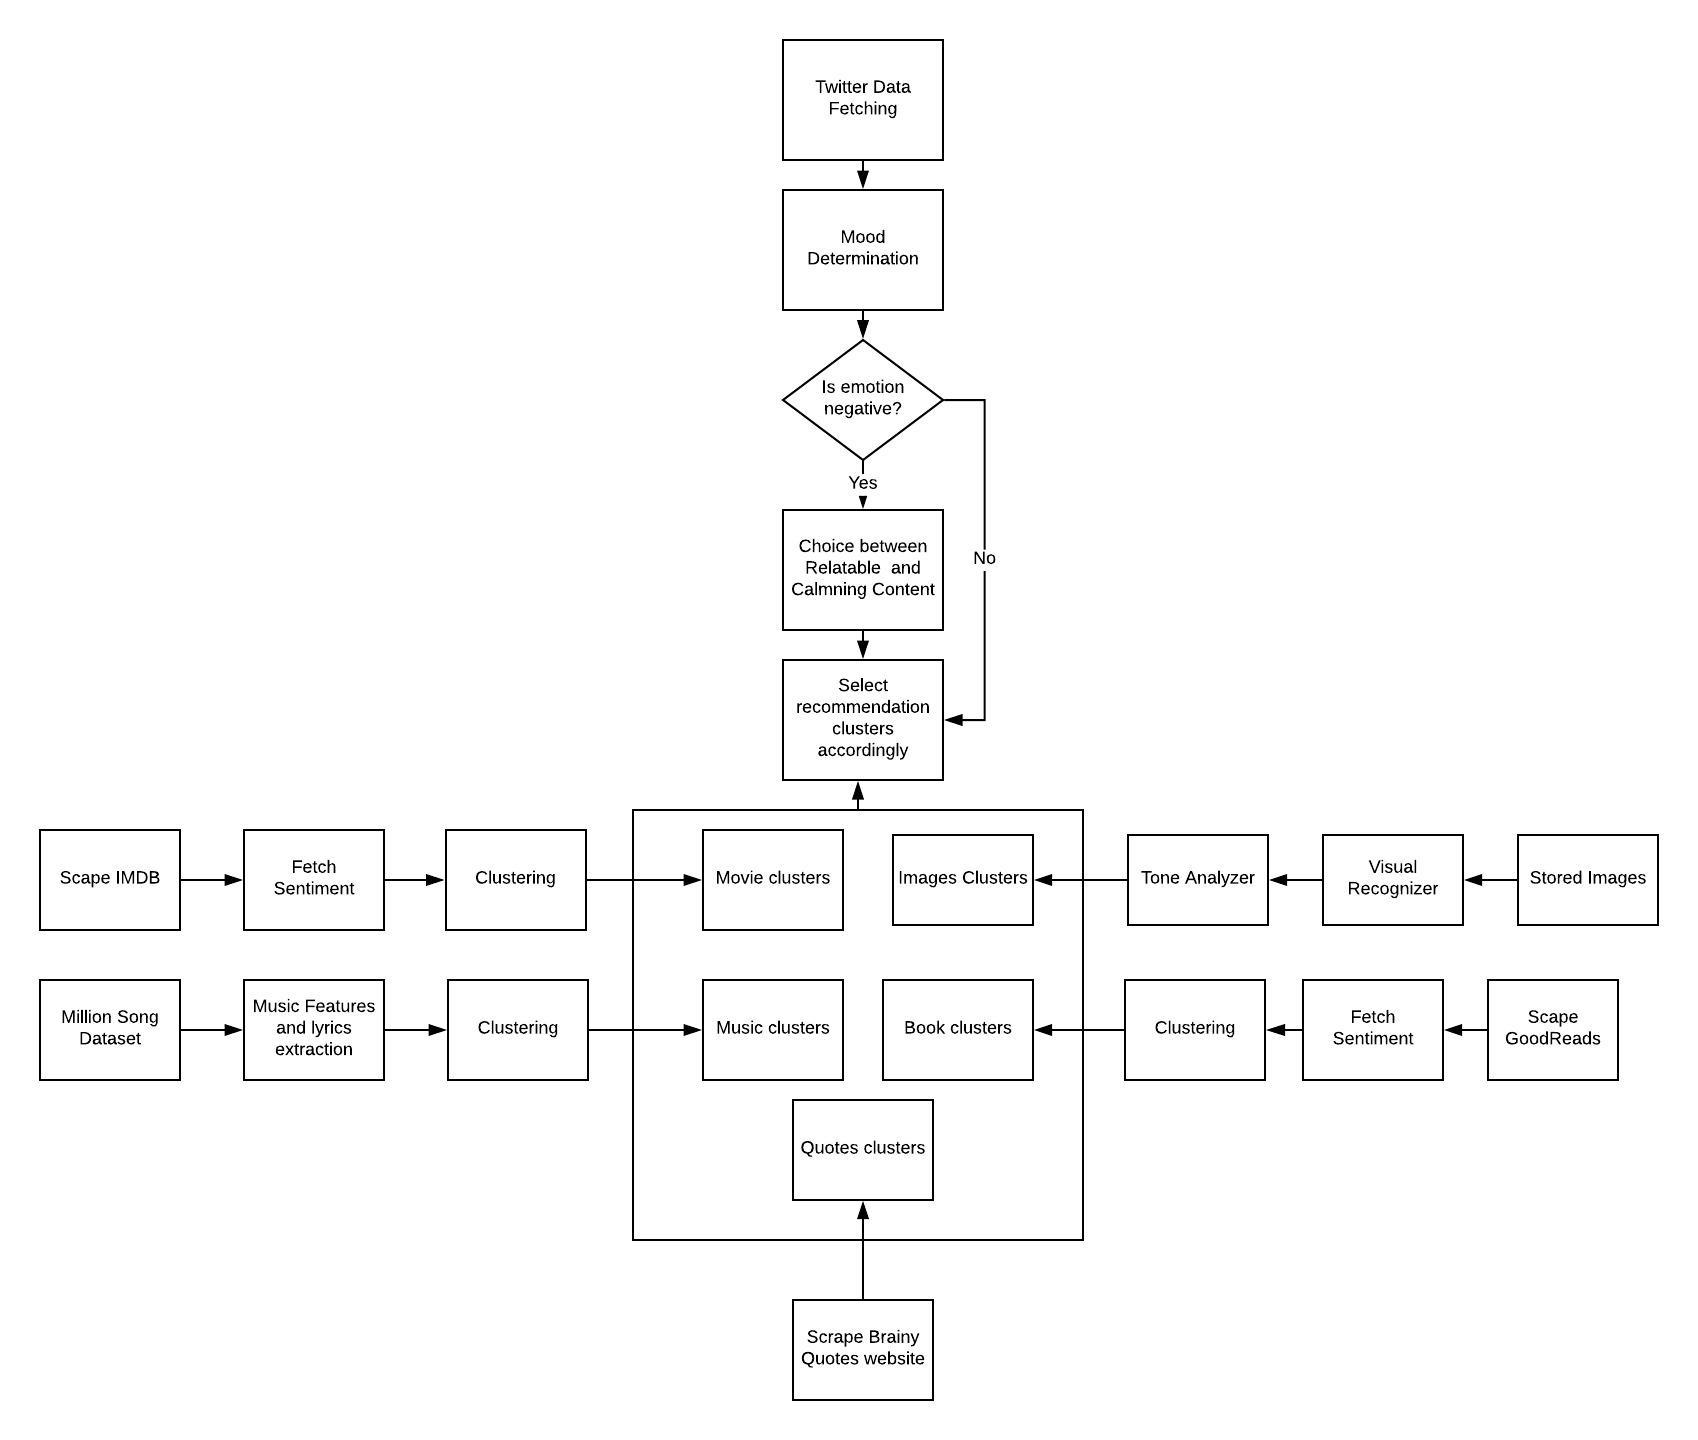 Twitter Data
Fetching
Mood
Determination
Is emotion
negative?
Yes
No
Choice between
Relatable  and
Calmning Content
Select
recommendation
clusters
accordingly
Scape IMDB
Fetch
Sentiment
Clustering
Movie clusters
Images Clusters
Tone Analyzer
Visual
Recognizer
Stored Images
Million Song
Dataset
Music Features
and lyrics
extraction
Clustering
Music clusters
Book clusters
Clustering
Fetch
Sentiment
Scape
GoodReads
Quotes clusters
Scrape Brainy
Quotes website